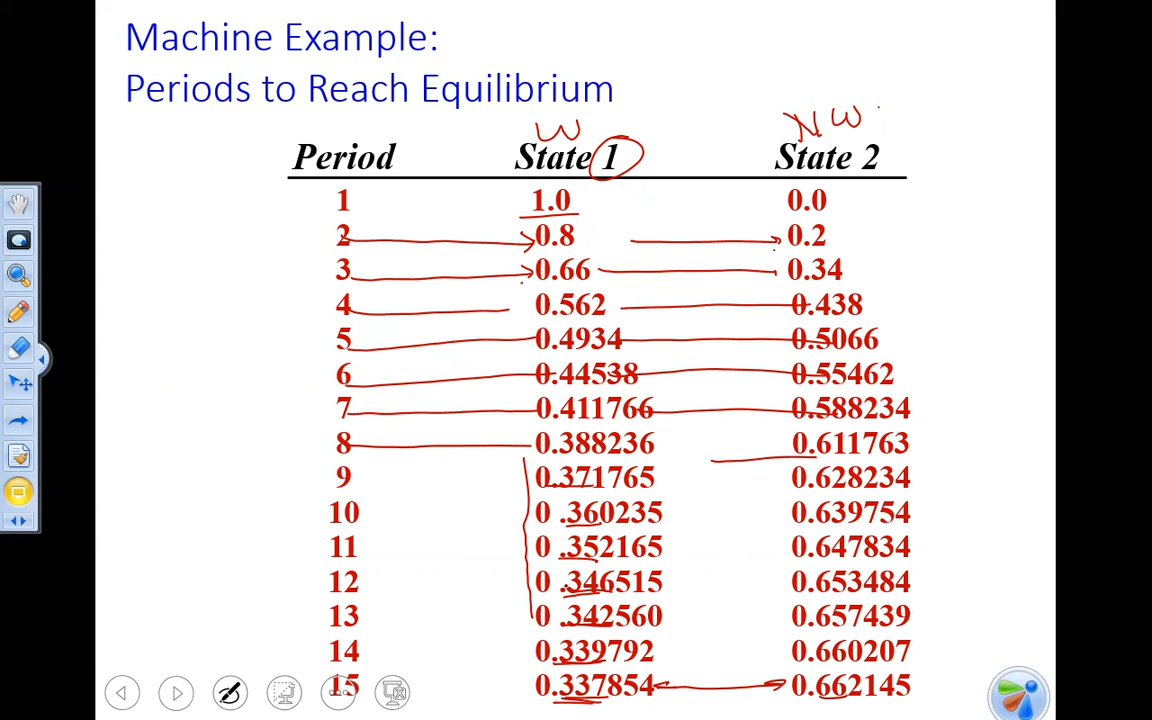 Machine Example:
Periods to Reach Equilibrium
W NW
Period State 1 State 2
1 1.0 0.0
2 0.8 0.2
3 0.66 0.34
4 0.562 0.438
5 0.4934 0.5066
6 0.44538 0.55462
7 0.411766 0.588234
8 0.388236 0.611763
9 0.371765 0.628234
10 0 .360235 0.639754
11 0 .352165 0.647834
12 0 .346515 0.653484
13 0 .342560 0.657439
14 0.339792 0.660207
15 0.337854 0.662145